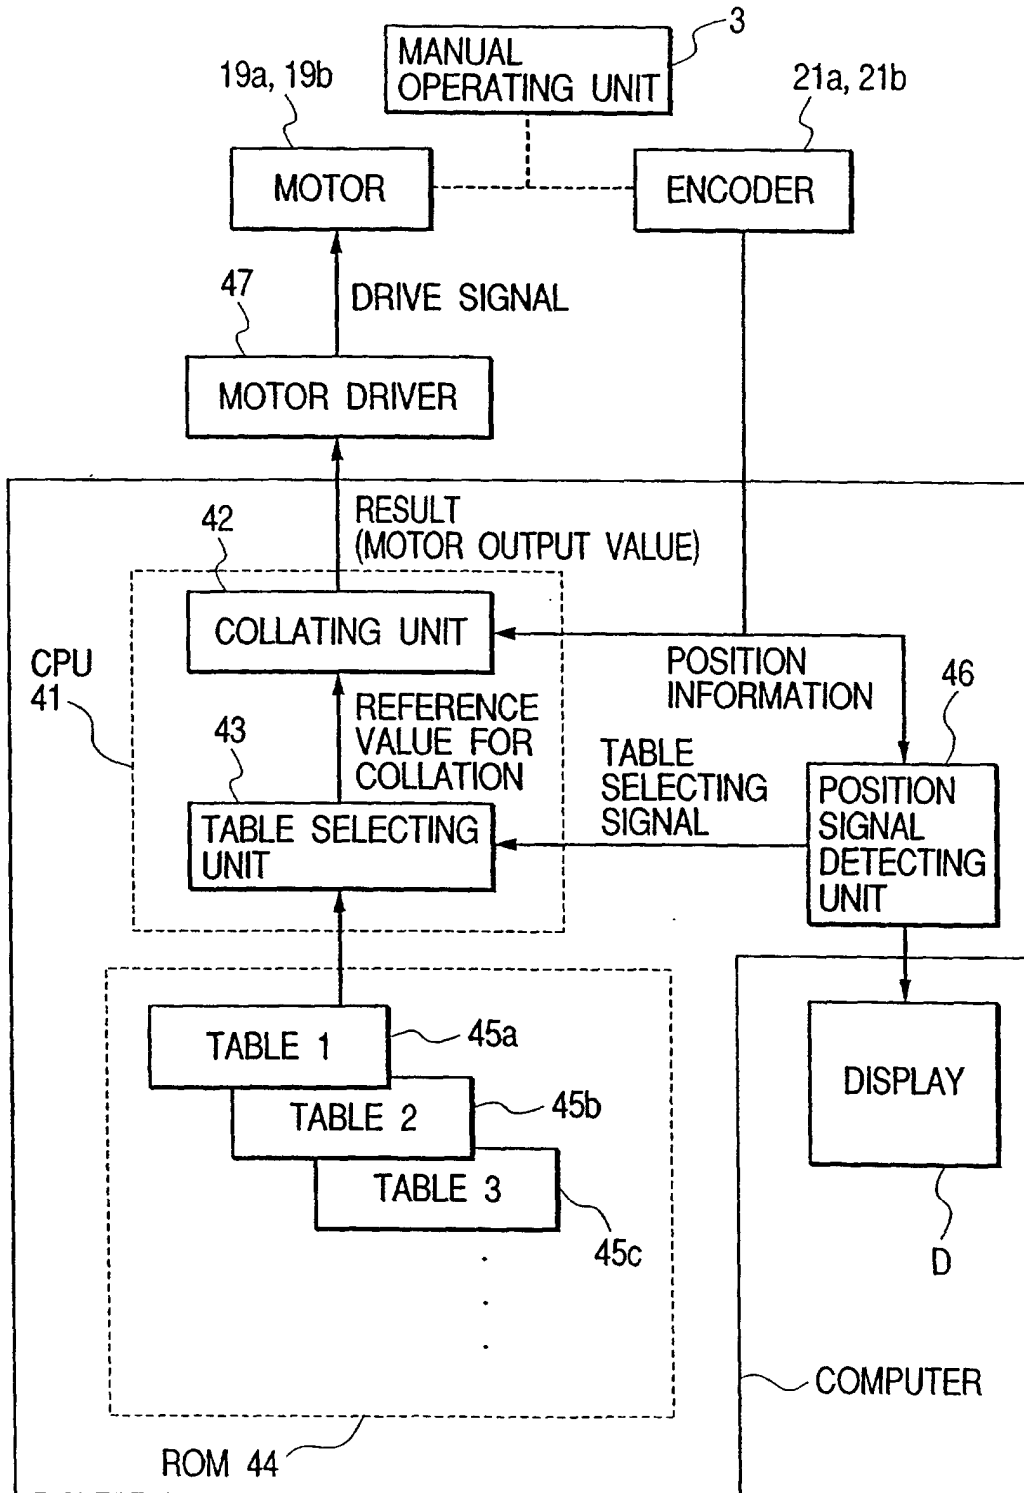 3
MANUAL
OPERATING UNIT
19a, 19b
21a, 21b
MOTOR
ENCODER
47
DRIVE SIGNAL
MOTOR DRIVER
RESULT
(MOTOR OUTPUT VALUE)
42
COLLATING UNIT
CPU
41
POSITION
INFORMATION
46
REFERENCE
VALUE FOR
COLLATION
43
TABLE
SELECTING
SIGNAL
TABLE SELECTING
UNIT
POSITION
SIGNAL
DETECTING
UNIT
TABLE 1
45a
TABLE 2
45b
TABLE 3
45c
DISPLAY
D
COMPUTER
ROM 44